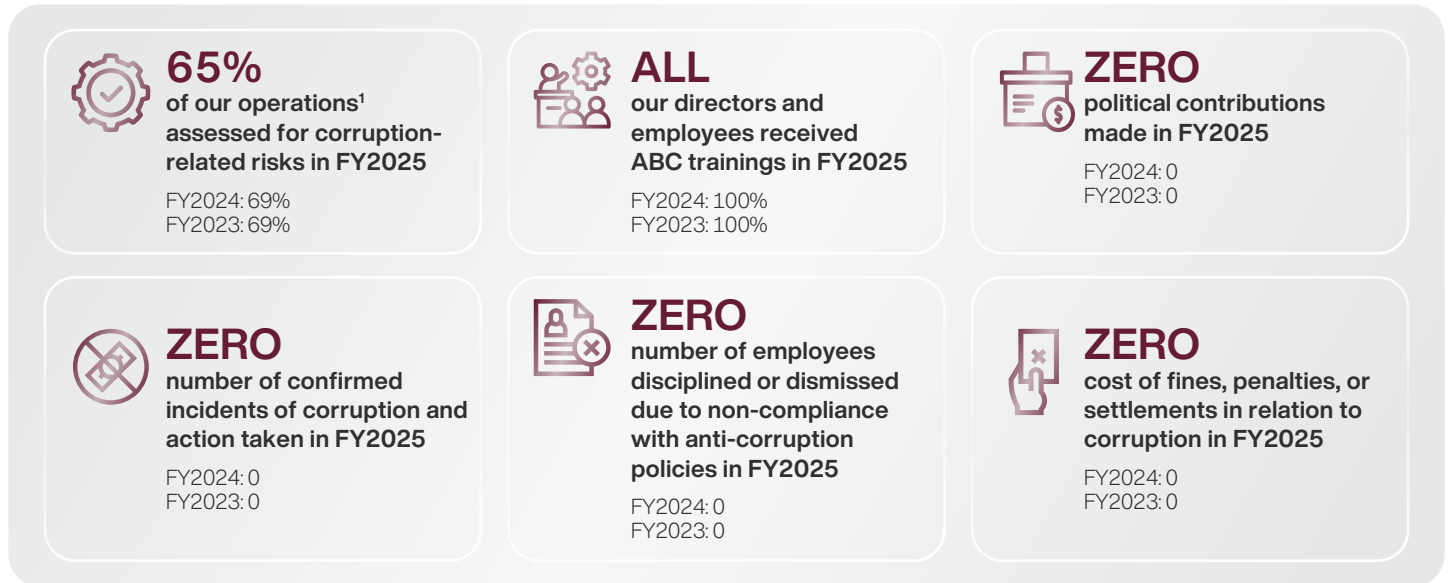 65%
of our operations¹
assessed for corruption-
related risks in FY2025
FY2024: 69%
FY2023: 69%
ALL
our directors and
employees received
ABC trainings in FY2025
FY2024: 100%
FY2023: 100%
ZERO
political contributions
made in FY2025
FY2024: 0
FY2023: 0
ZERO
number of confirmed
incidents of corruption and
action taken in FY2025
FY2024: 0
FY2023: 0
ZERO
number of employees
disciplined or dismissed
due to non-compliance
with anti-corruption
policies in FY2025
FY2024: 0
FY2023: 0
ZERO
cost of fines, penalties, or
settlements in relation to
corruption in FY2025
FY2024: 0
FY2023: 0